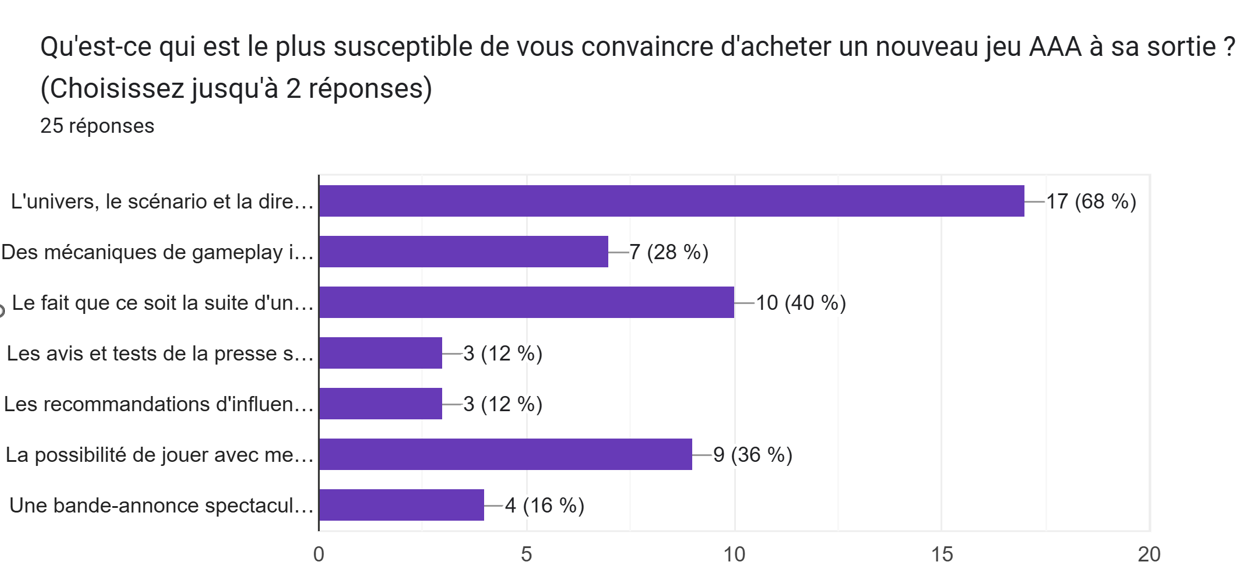 Qu'est-ce qui est le plus susceptible de vous convaincre d'acheter un nouveau jeu AAA à sa sortie ?
(Choisissez jusqu'à 2 réponses)
25 réponses
L'univers, le scénario et la dire… 17 (68 %)
Des mécaniques de gameplay i… 7 (28 %)
Le fait que ce soit la suite d'un… 10 (40 %)
Les avis et tests de la presse s… 3 (12 %)
Les recommandations d'influen… 3 (12 %)
La possibilité de jouer avec me… 9 (36 %)
Une bande-annonce spectacul… 4 (16 %)
0 5 10 15 20